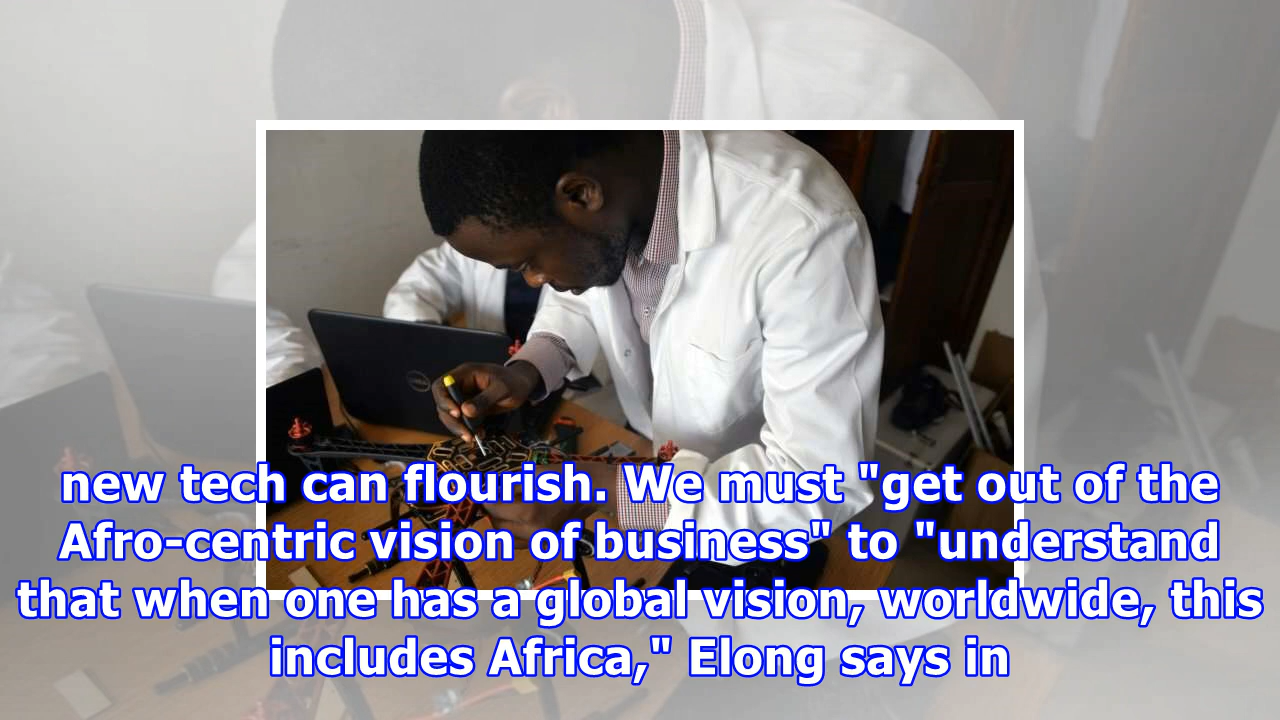 new tech can flourish. We must "get out of the
Afro-centric vision of business" to "understand
that when one has a global vision, worldwide, this
includes Africa," Elong says in